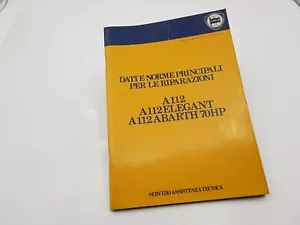 DATI E NORME PRINCIPALI
PER LE RIPARAZIONI
A112
A112 ELEGANT
A112 ABARTH 70HP
SERVIZIO ASSISTENZA TECNICA